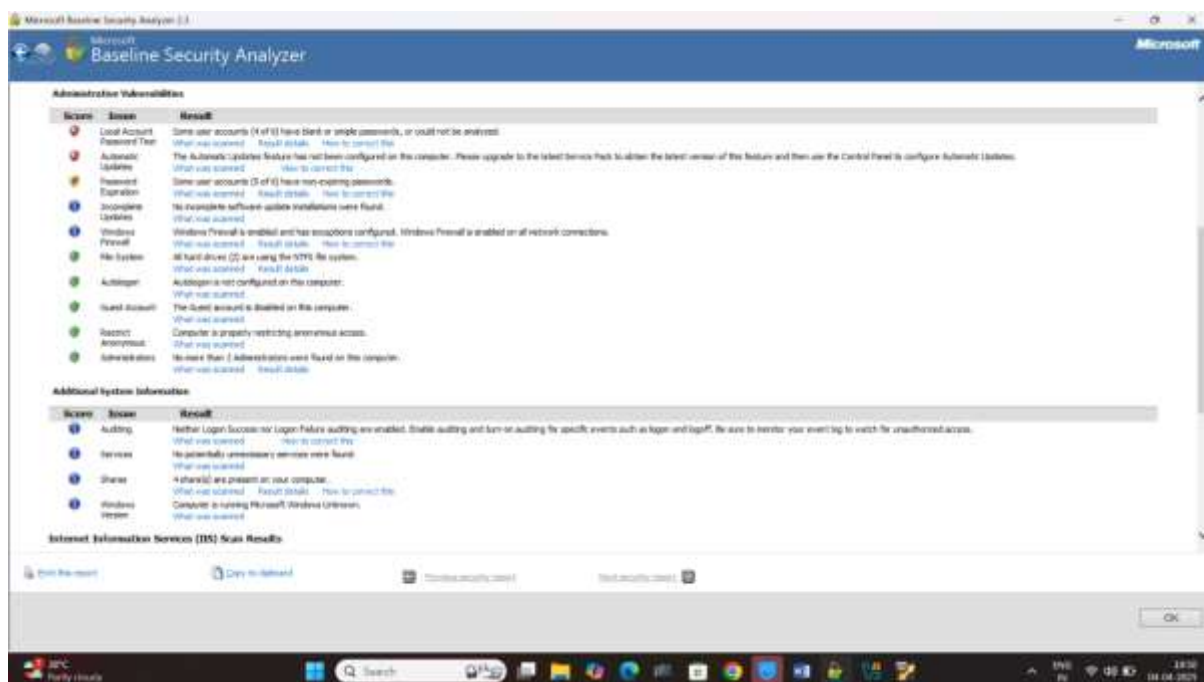 Microsoft Baseline Security Analyzer 2.3
Microsoft
Baseline Security Analyzer
Microsoft
Administrative Vulnerabilities
Score Issue Result
Local Account Password Test
Some user accounts (4 of 6) have blank or simple passwords, or could not be analyzed.
What was scanned Result details How to correct this
Automatic Updates
The Automatic Updates feature has not been configured on this computer. Please upgrade to the latest Service Pack to obtain the latest version of this feature and then use the Control Panel to configure Automatic Updates.
What was scanned How to correct this
Password Expiration
Some user accounts (5 of 6) have non-expiring passwords.
What was scanned Result details How to correct this
Incomplete Updates
No incomplete software update installations were found.
What was scanned
Windows Firewall
Windows Firewall is enabled and has exceptions configured. Windows Firewall is enabled on all network connections.
What was scanned Result details How to correct this
File System
All hard drives (2) are using the NTFS file system.
What was scanned Result details
Autologon
Autologon is not configured on this computer.
What was scanned
Guest Account
The Guest account is disabled on this computer.
What was scanned
Restrict Anonymous
Computer is properly restricting anonymous access.
What was scanned
Administrators
No more than 2 Administrators were found on this computer.
What was scanned Result details
Additional System Information
Score Issue Result
Auditing
Neither Logon Success nor Logon Failure auditing are enabled. Enable auditing and turn on auditing for specific events such as logon and logoff. Be sure to monitor your event log to watch for unauthorized access.
What was scanned How to correct this
Services
No potentially unnecessary services were found.
What was scanned
Shares
4 share(s) are present on your computer.
What was scanned Result details How to correct this
Windows Version
Computer is running Microsoft Windows Unknown.
What was scanned
Internet Information Services (IIS) Scan Results
Print this report Copy to clipboard Previous security report Next security report
OK
30°C
Partly cloudy
Search
ENG
IN
04-04-2025